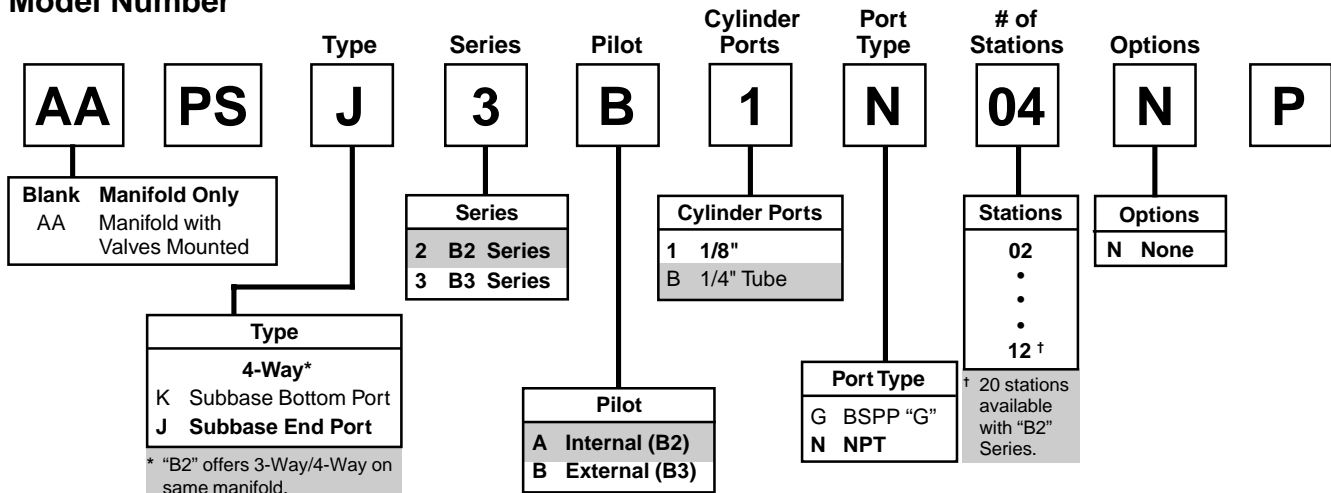 Model Number
Type Series Pilot Cylinder Ports Port Type # of Stations Options
AA PS J 3 B 1 N 04 N P
Blank Manifold Only
AA Manifold with
Valves Mounted
Series
2 B2 Series
3 B3 Series
Cylinder Ports
1 1/8"
B 1/4" Tube
Stations
02
•
•
•
12 †
† 20 stations
available
with “B2”
Series.
Options
N None
Type
4-Way*
K Subbase Bottom Port
J Subbase End Port
* “B2” offers 3-Way/4-Way on
same manifold.
Pilot
A Internal (B2)
B External (B3)
Port Type
G BSPP “G”
N NPT